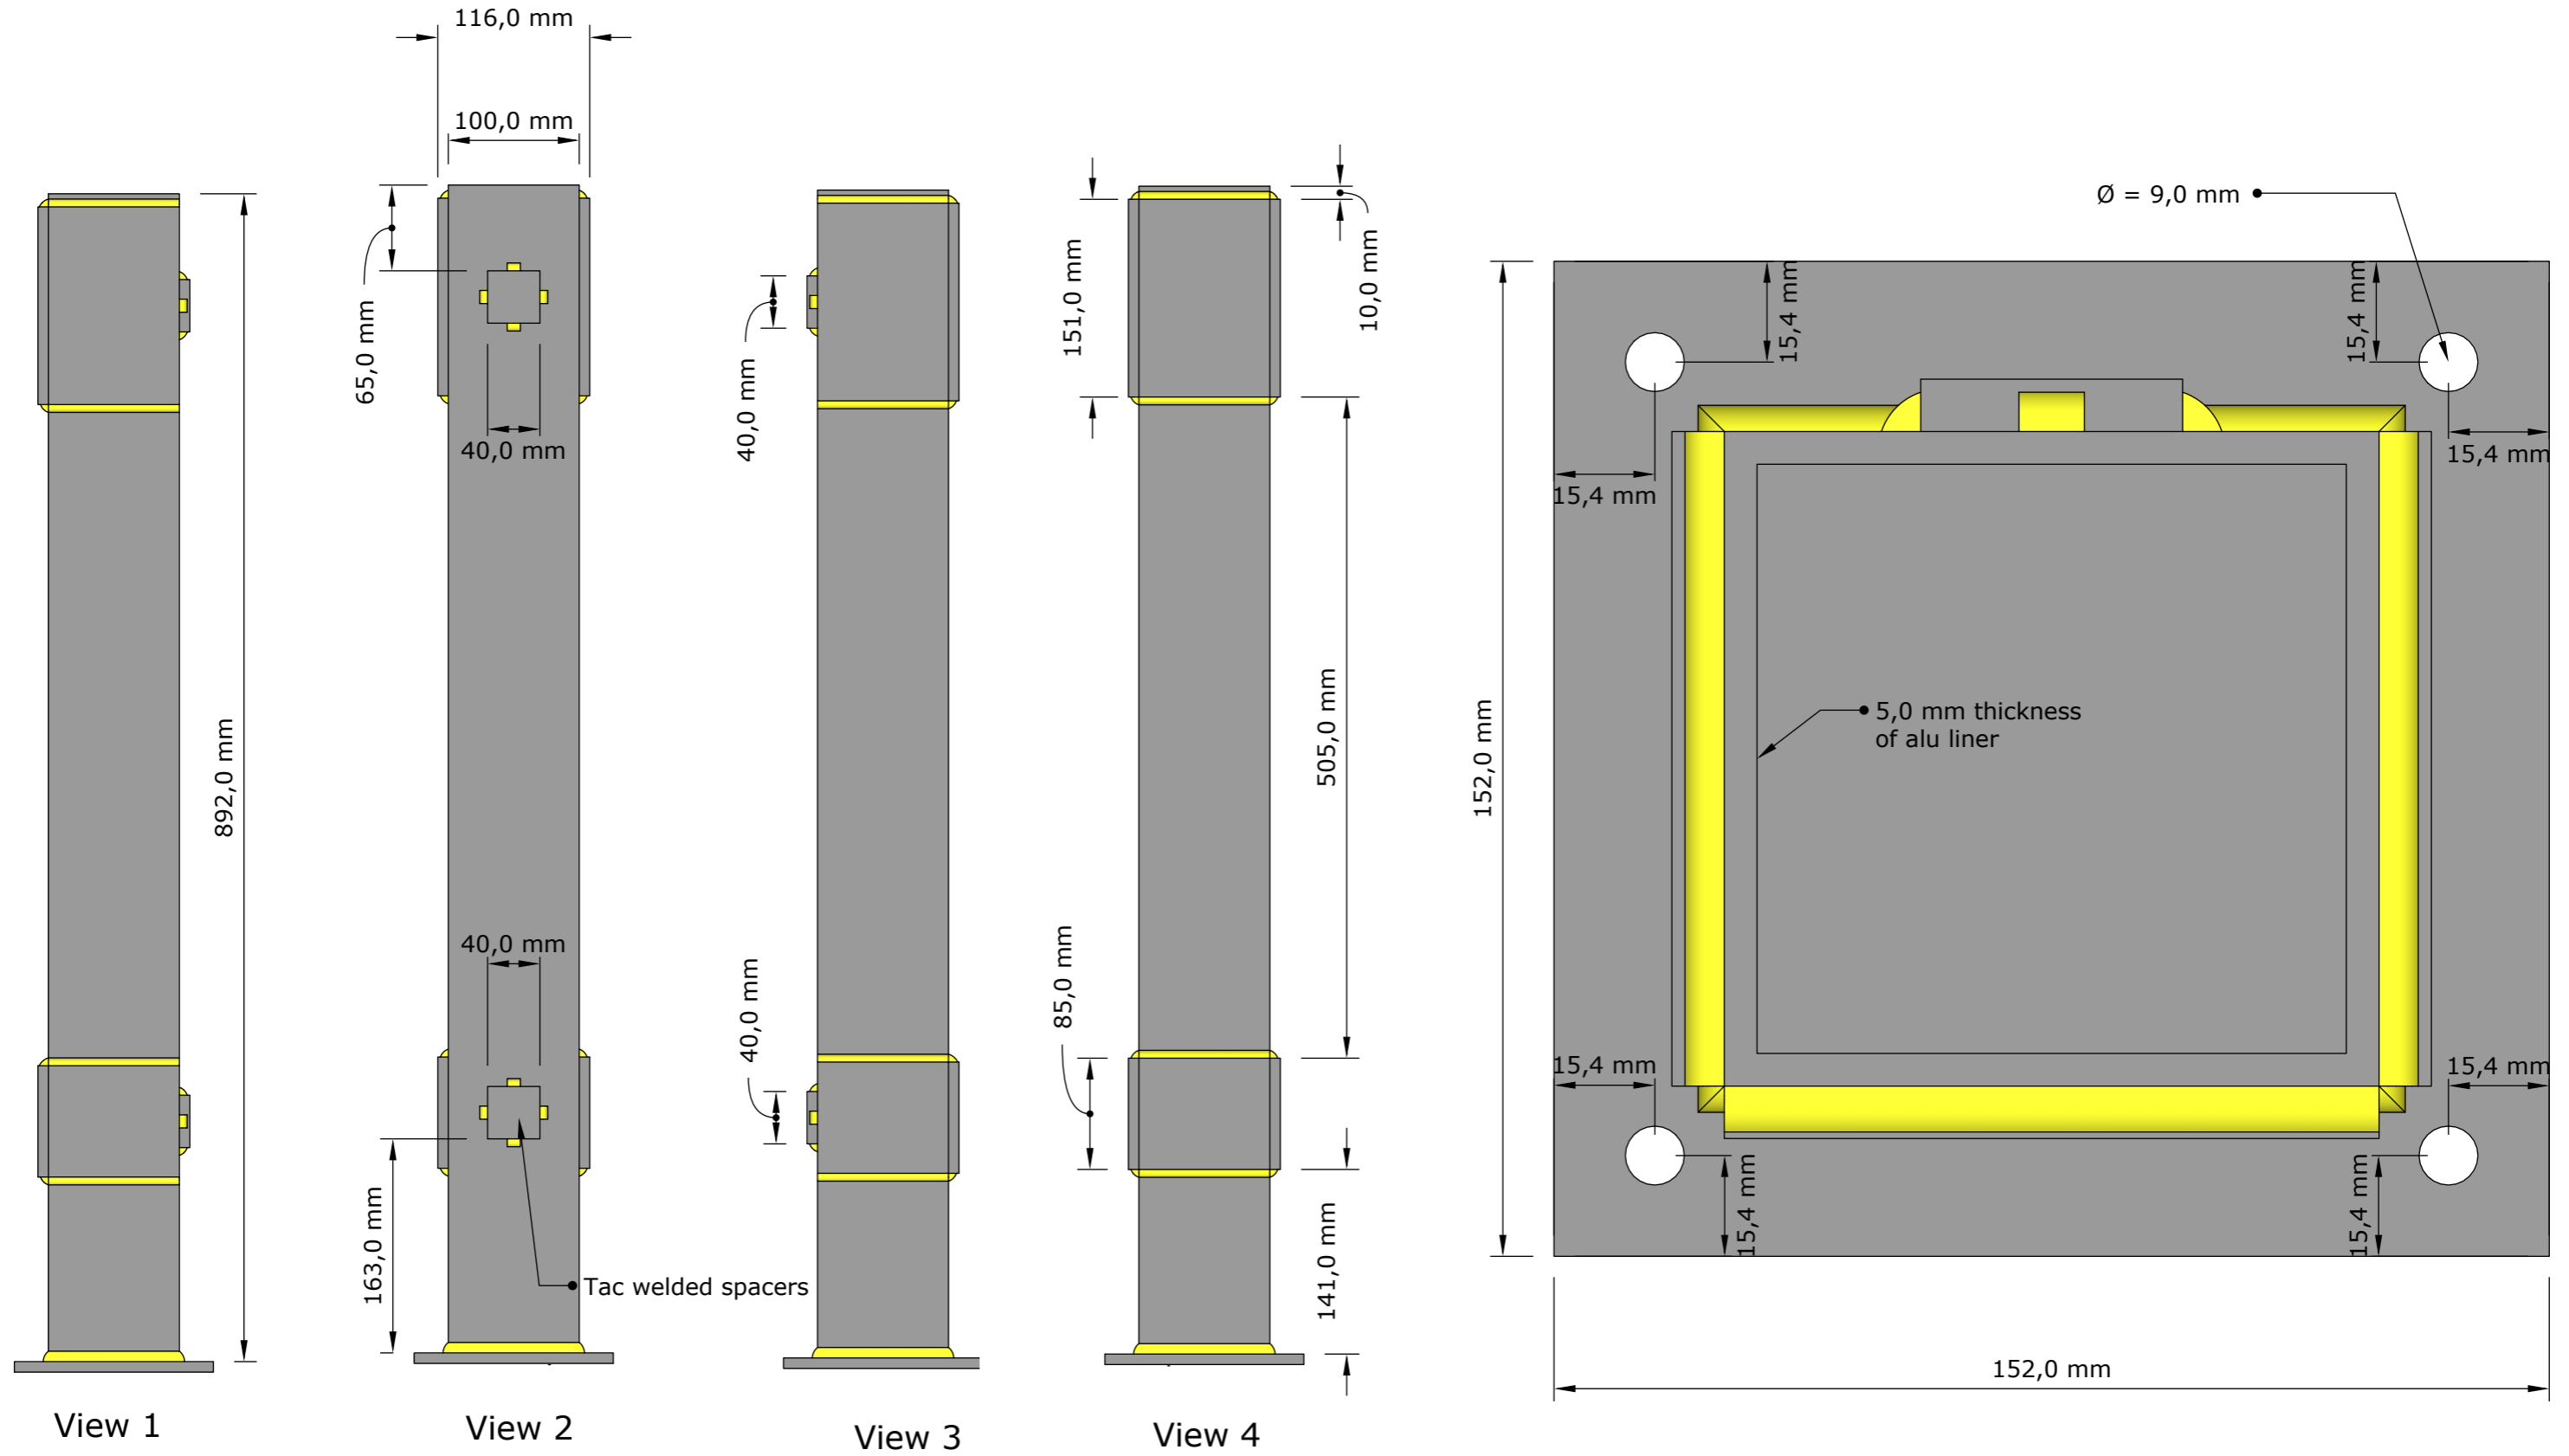 116,0 mm
100,0 mm
65,0 mm
40,0 mm
892,0 mm
40,0 mm
163,0 mm
Tac welded spacers
40,0 mm
40,0 mm
151,0 mm
10,0 mm
505,0 mm
85,0 mm
141,0 mm
Ø = 9,0 mm
15,4 mm
15,4 mm
15,4 mm
15,4 mm
152,0 mm
5,0 mm thickness
of alu liner
15,4 mm
15,4 mm
15,4 mm
15,4 mm
152,0 mm
View 1
View 2
View 3
View 4